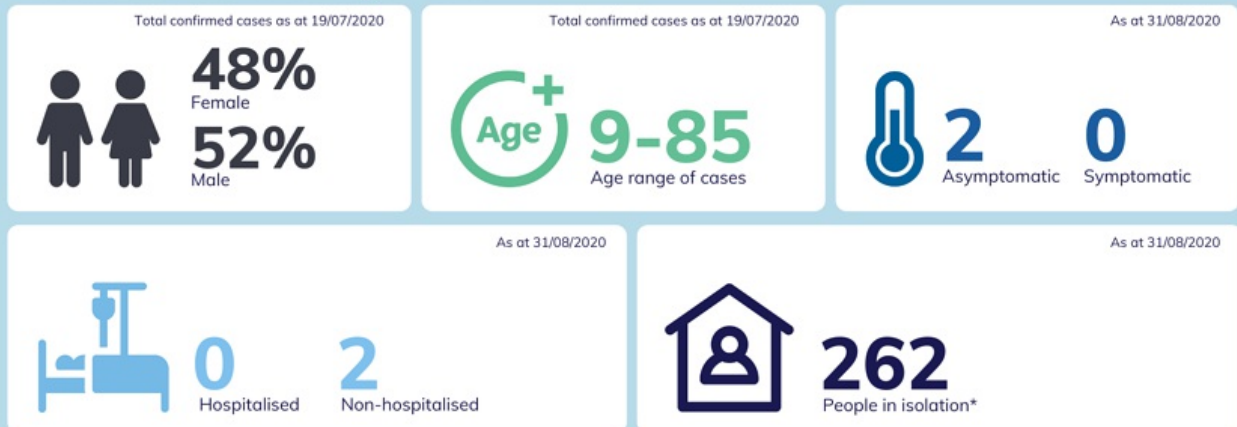 Total confirmed cases as at 19/07/2020
48%
Female
52%
Male
Total confirmed cases as at 19/07/2020
Age
9-85
Age range of cases
As at 31/08/2020
2 0
Asymptomatic Symptomatic
As at 31/08/2020
0 2
Hospitalised Non-hospitalised
As at 31/08/2020
262
People in isolation*